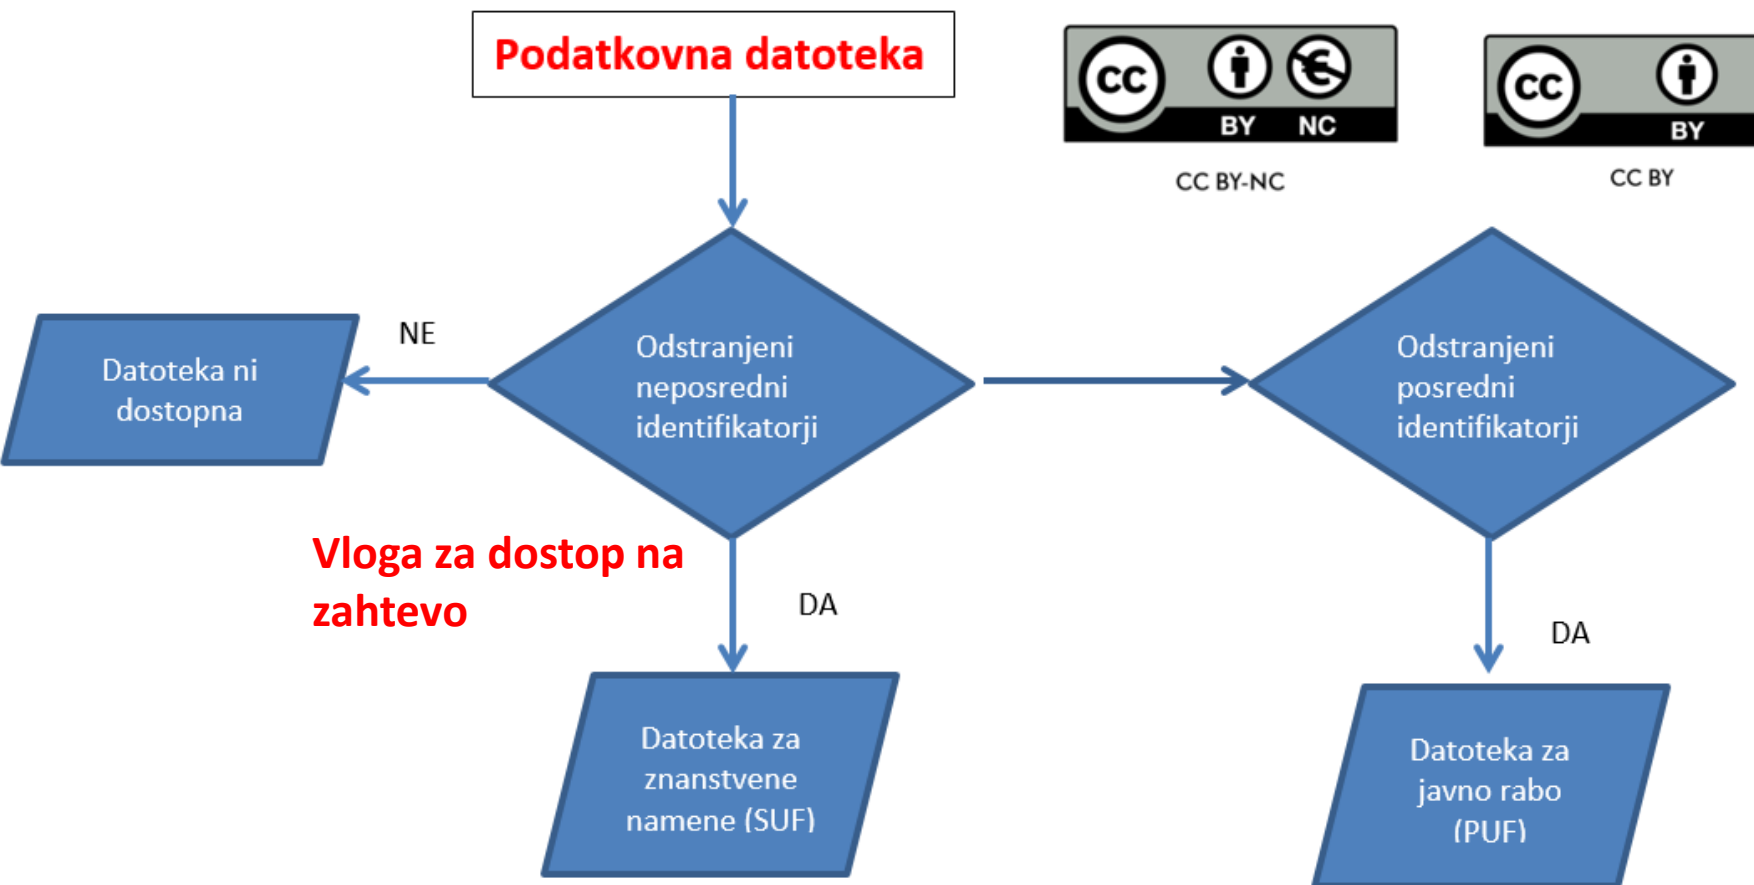 Podatkovna datoteka
cc
BY NC
CC BY-NC
cc
BY
CC BY
NE
Datoteka ni
dostopna
Odstranjeni
neposredni
identifikatorji
Odstranjeni
posredni
identifikatorji
Vloga za dostop na
zahtevo
DA
DA
Datoteka za
znanstvene
namene (SUF)
Datoteka za
javno rabo
(PUF)